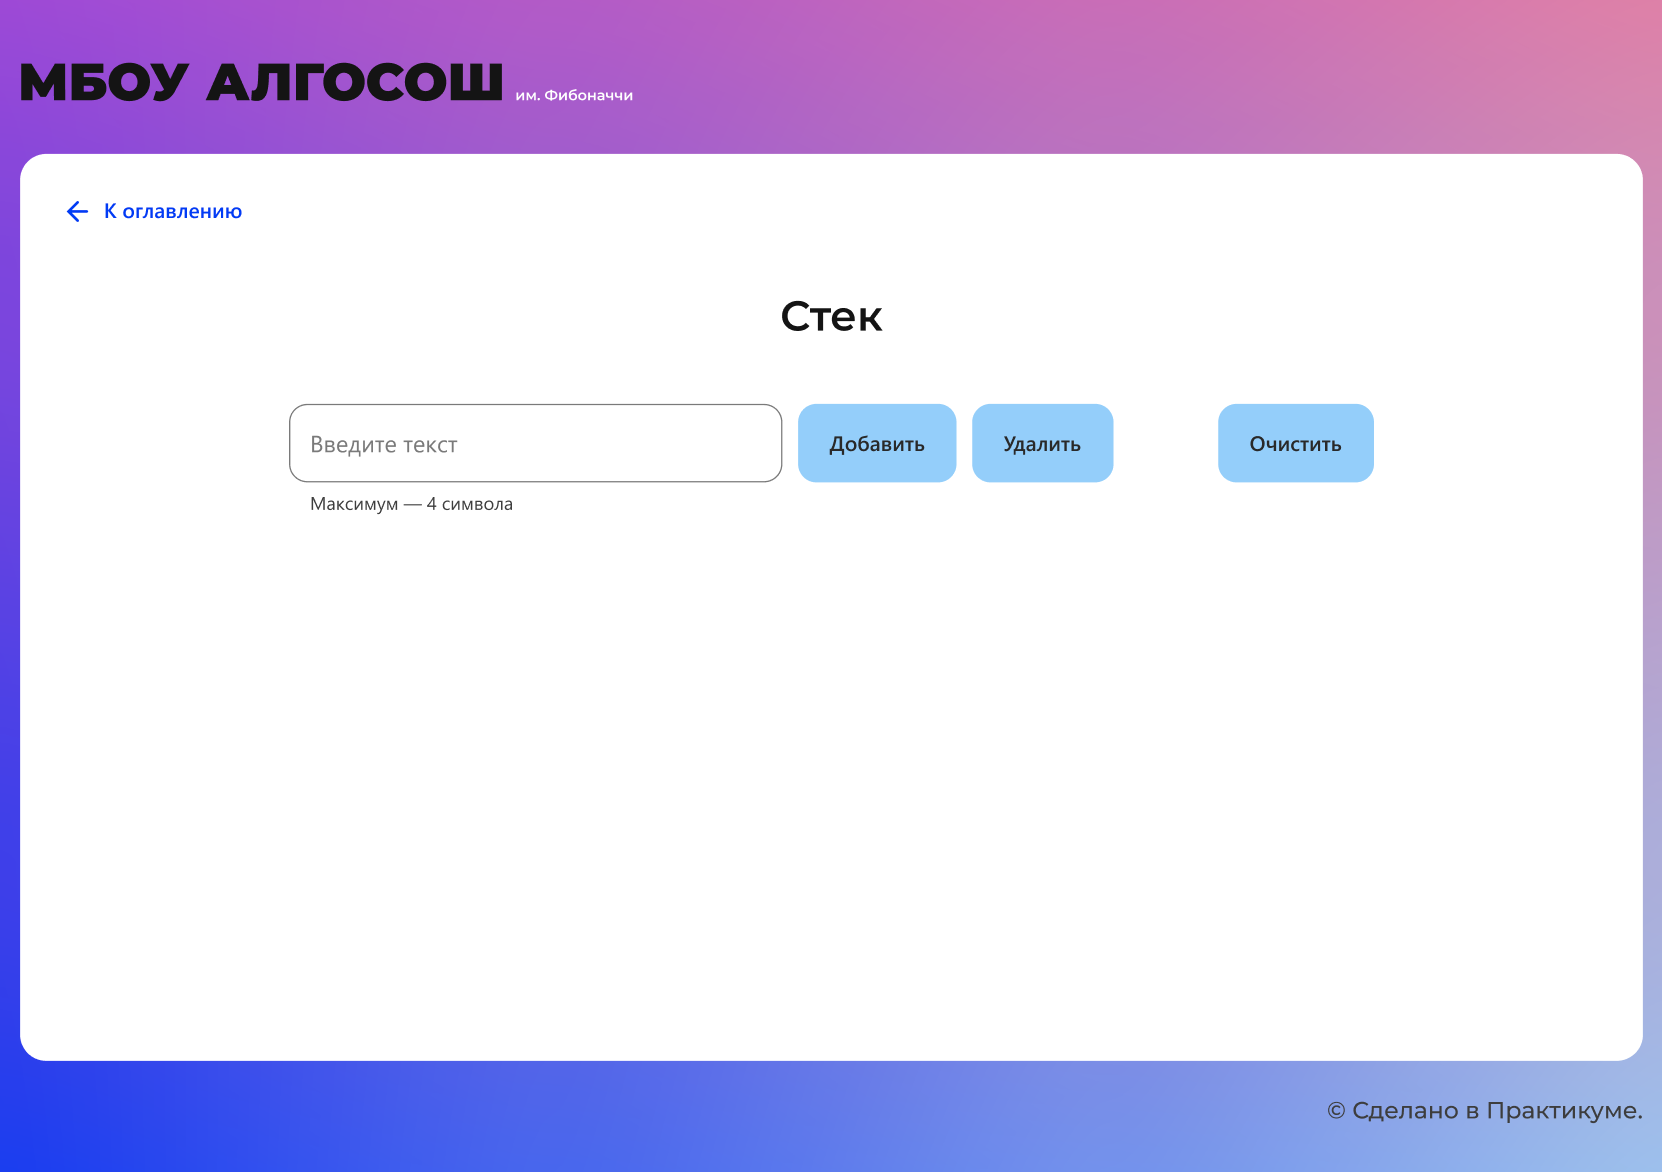 МБОУ АЛГОСОШ им. Фибоначчи
К оглавлению
Стек
Введите текст
Добавить
Удалить
Очистить
Максимум — 4 символа
© Сделано в Практикуме.